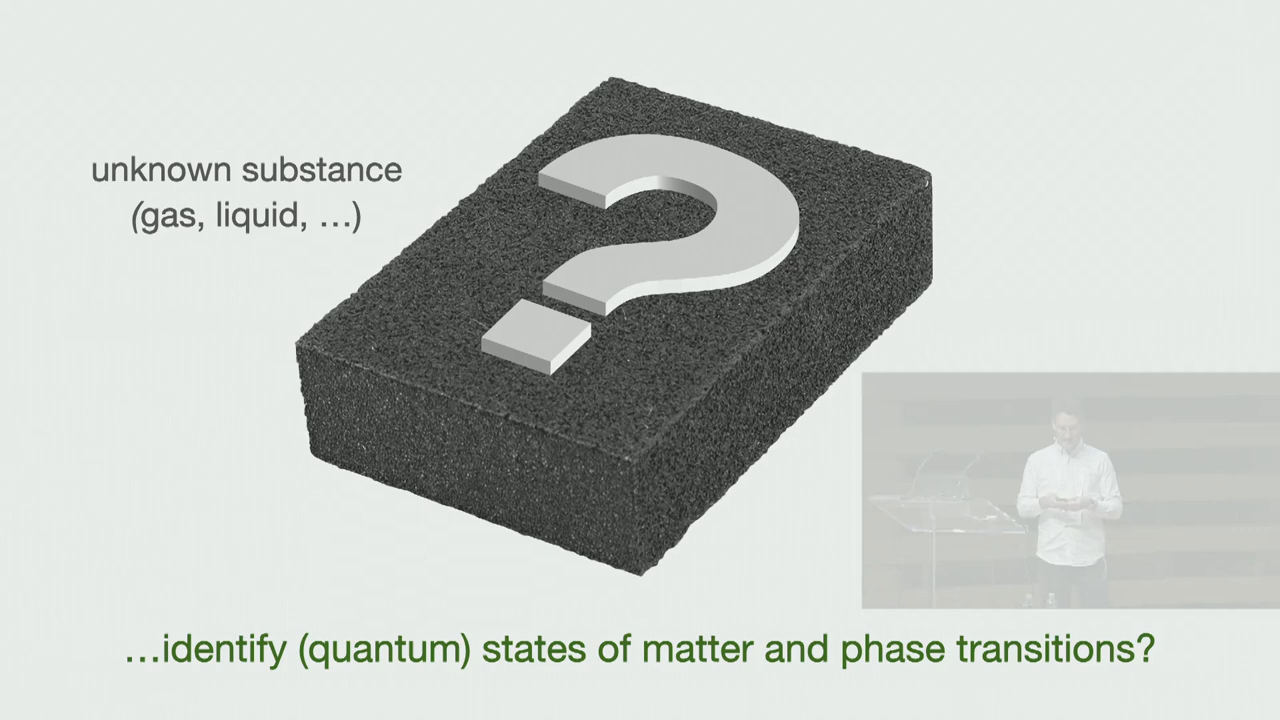 unknown substance
(gas, liquid, …)
?
…identify (quantum) states of matter and phase transitions?